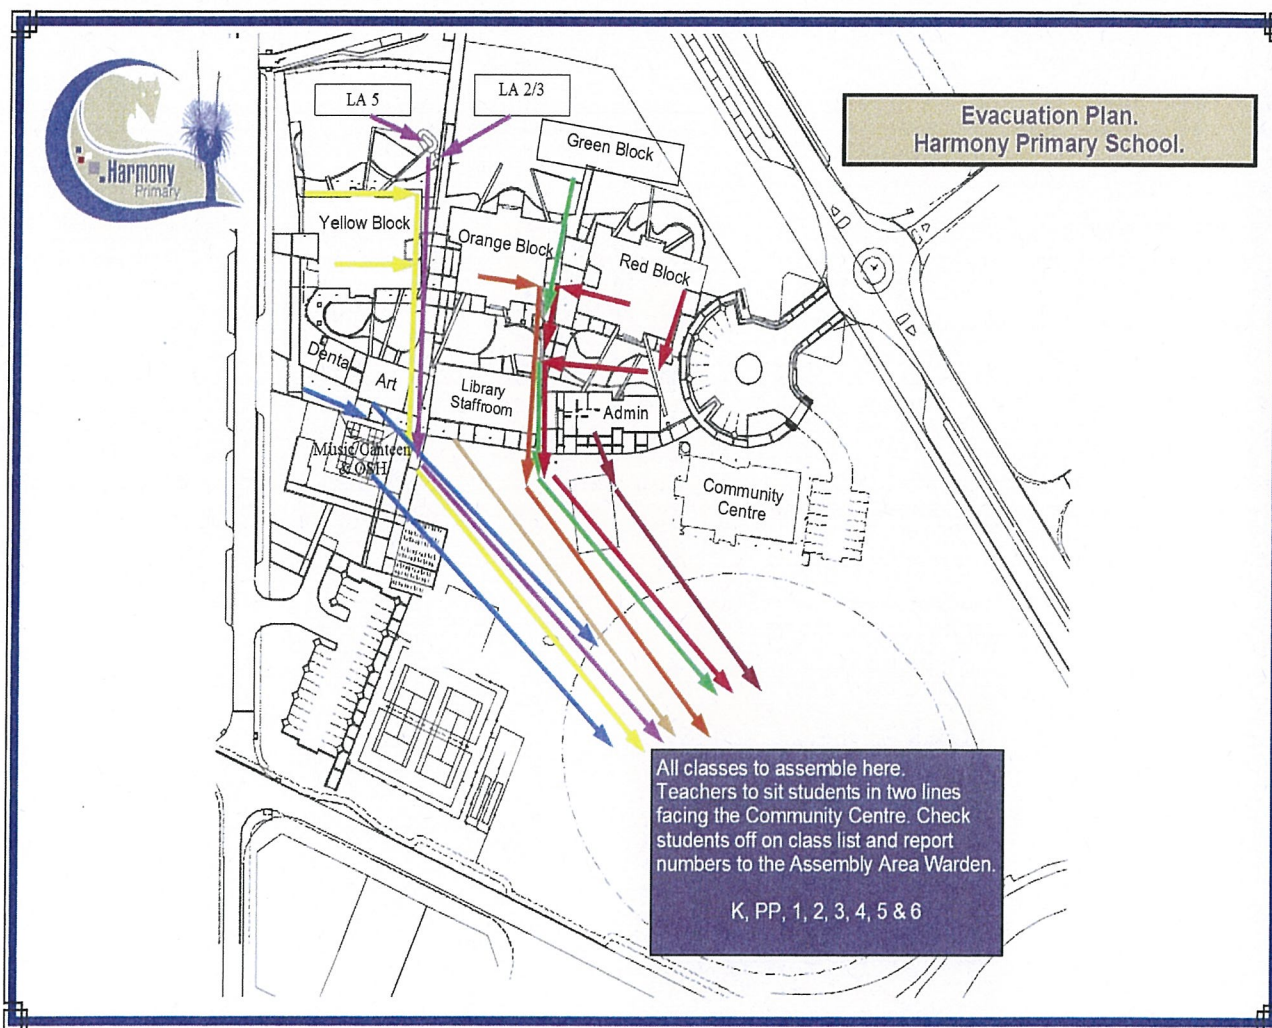 Harmony
Primary
LA 5
LA 2/3
Green Block
Evacuation Plan.
Harmony Primary School.
Yellow Block
Orange Block
Red Block
Dental
Art
Library
Staffroom
Admin
Music/Canteen
& OSH
Community
Centre
All classes to assemble here.
Teachers to sit students in two lines
facing the Community Centre. Check
students off on class list and report
numbers to the Assembly Area Warden.
K, PP, 1, 2, 3, 4, 5 & 6